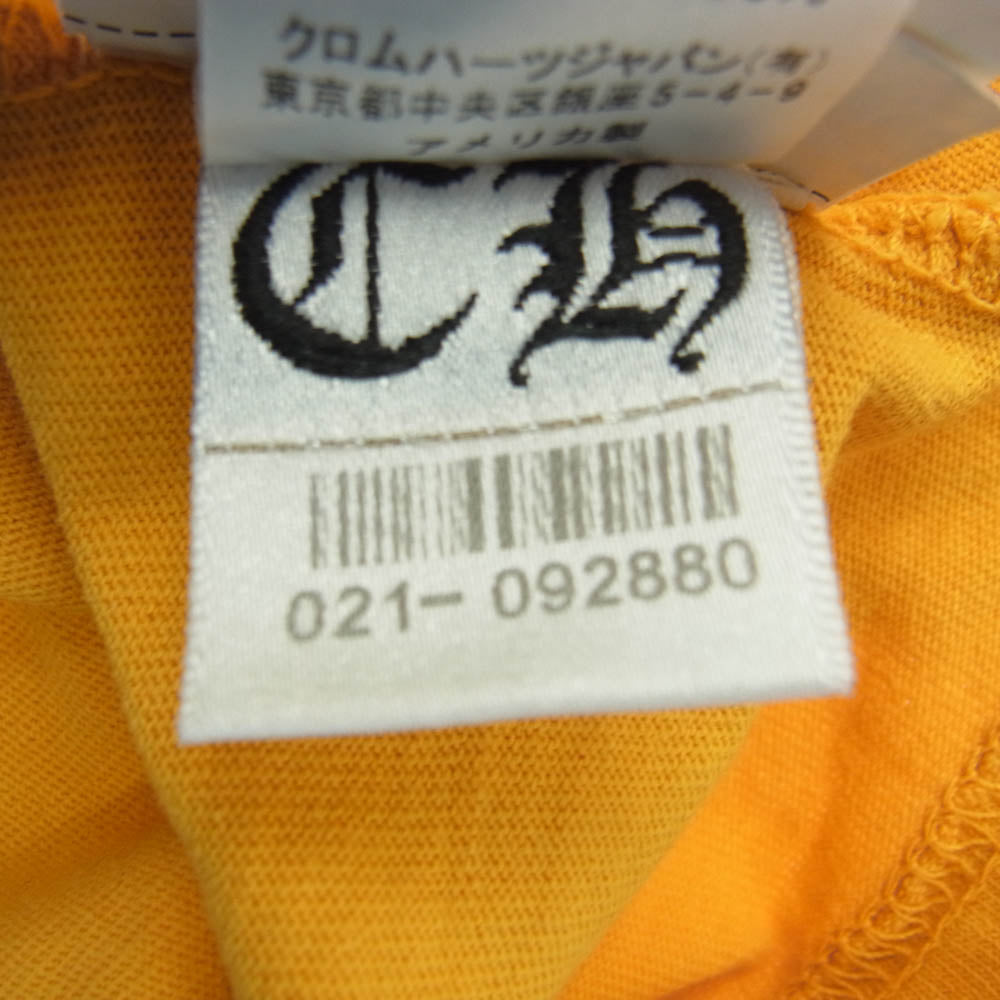 クロムハーツジャパン(有)
東京都中央区銀座5-4-9
アメリカ製
CH
021- 092880